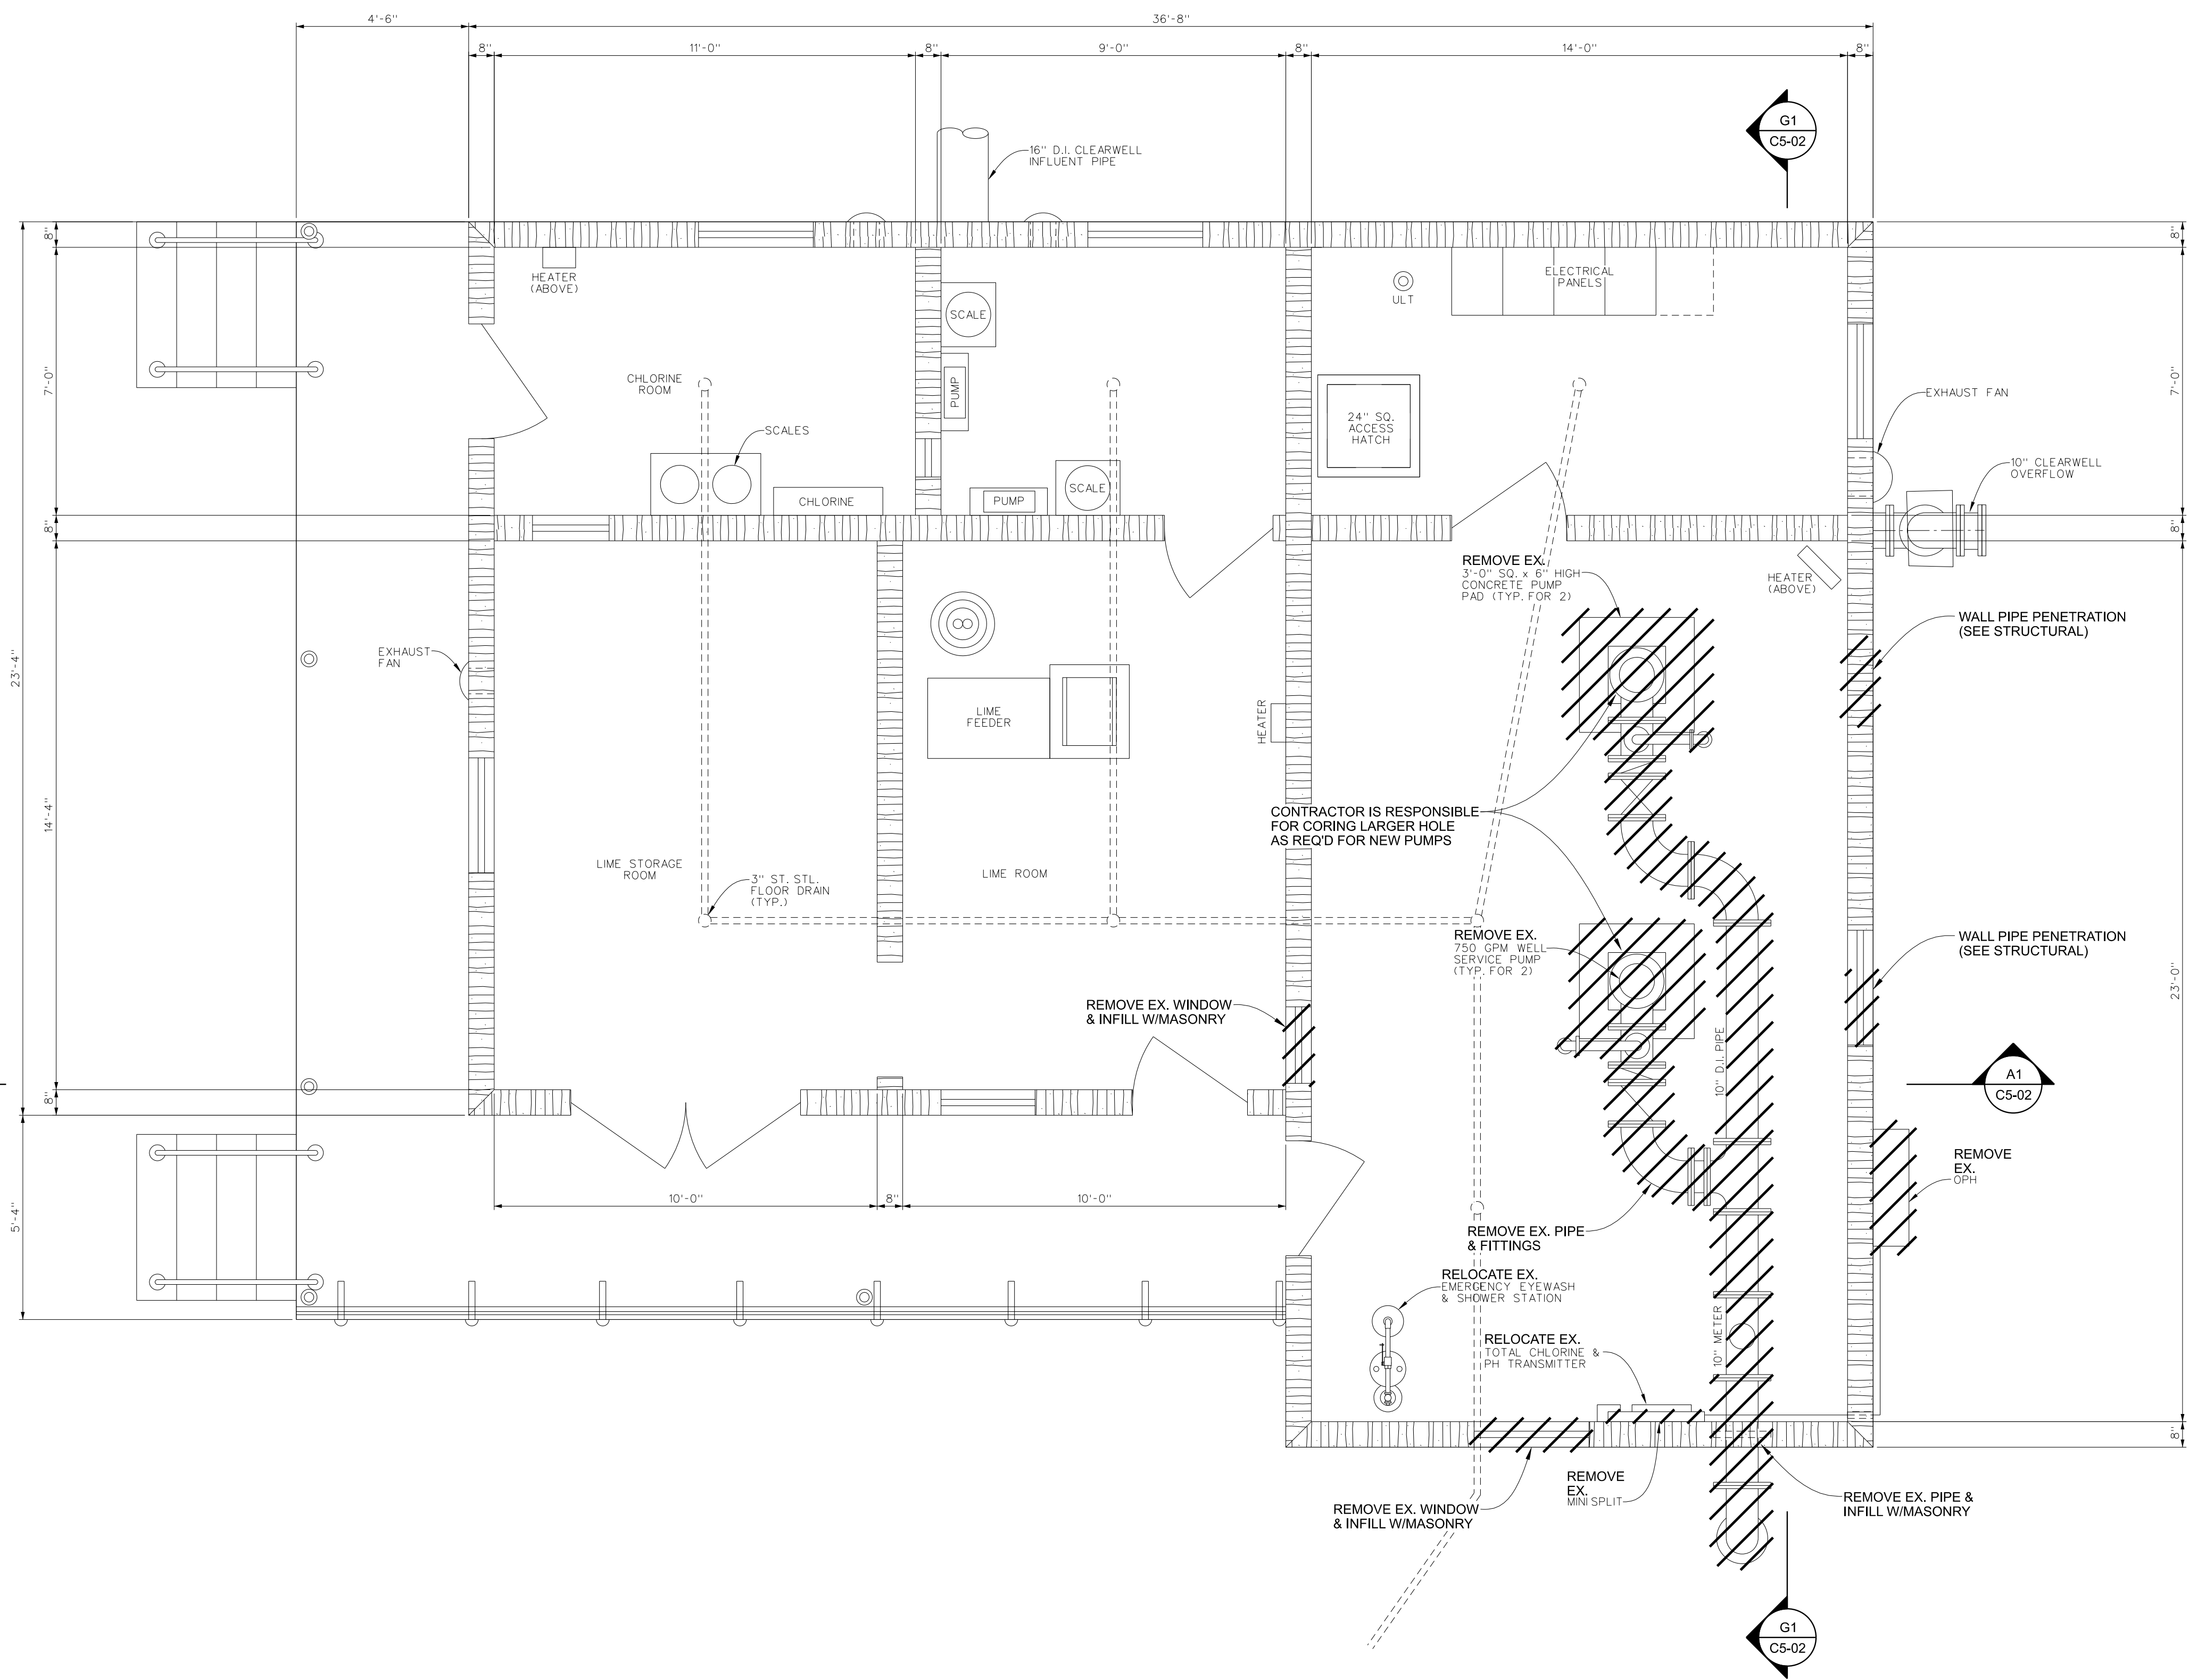 4'-6"
36'-8"
8"
11'-0"
8"
9'-0"
8"
14'-0"
8"
G1
C5-02
16" D.I. CLEARWELL
INFLUENT PIPE
8"
8"
HEATER
(ABOVE)
ELECTRICAL
PANELS
ULT
SCALE
7'-0"
7'-0"
CHLORINE
ROOM
PUMP
EXHAUST FAN
24" SQ.
ACCESS
HATCH
SCALES
10" CLEARWELL
OVERFLOW
CHLORINE
PUMP
SCALE
8"
8"
REMOVE EX.
3'-0" SQ. x 6" HIGH
CONCRETE PUMP
PAD (TYP. FOR 2)
HEATER
(ABOVE)
WALL PIPE PENETRATION
(SEE STRUCTURAL)
23'-4"
EXHAUST
FAN
LIME
FEEDER
HEATER
14'-4"
CONTRACTOR IS RESPONSIBLE
FOR CORING LARGER HOLE
AS REQ'D FOR NEW PUMPS
LIME STORAGE
ROOM
3" ST. STL.
FLOOR DRAIN
(TYP.)
LIME ROOM
REMOVE EX.
750 GPM WELL
SERVICE PUMP
(TYP. FOR 2)
WALL PIPE PENETRATION
(SEE STRUCTURAL)
23'-0"
REMOVE EX. WINDOW
& INFILL W/MASONRY
10" D.I. PIPE
A1
C5-02
8"
REMOVE
EX.
OPH
10'-0"
8"
10'-0"
5'-4"
REMOVE EX. PIPE
& FITTINGS
RELOCATE EX.
EMERGENCY EYEWASH
& SHOWER STATION
10" METER
RELOCATE EX.
TOTAL CHLORINE &
PH TRANSMITTER
8"
REMOVE
EX.
MINI SPLIT
REMOVE EX. WINDOW
& INFILL W/MASONRY
REMOVE EX. PIPE &
INFILL W/MASONRY
G1
C5-02